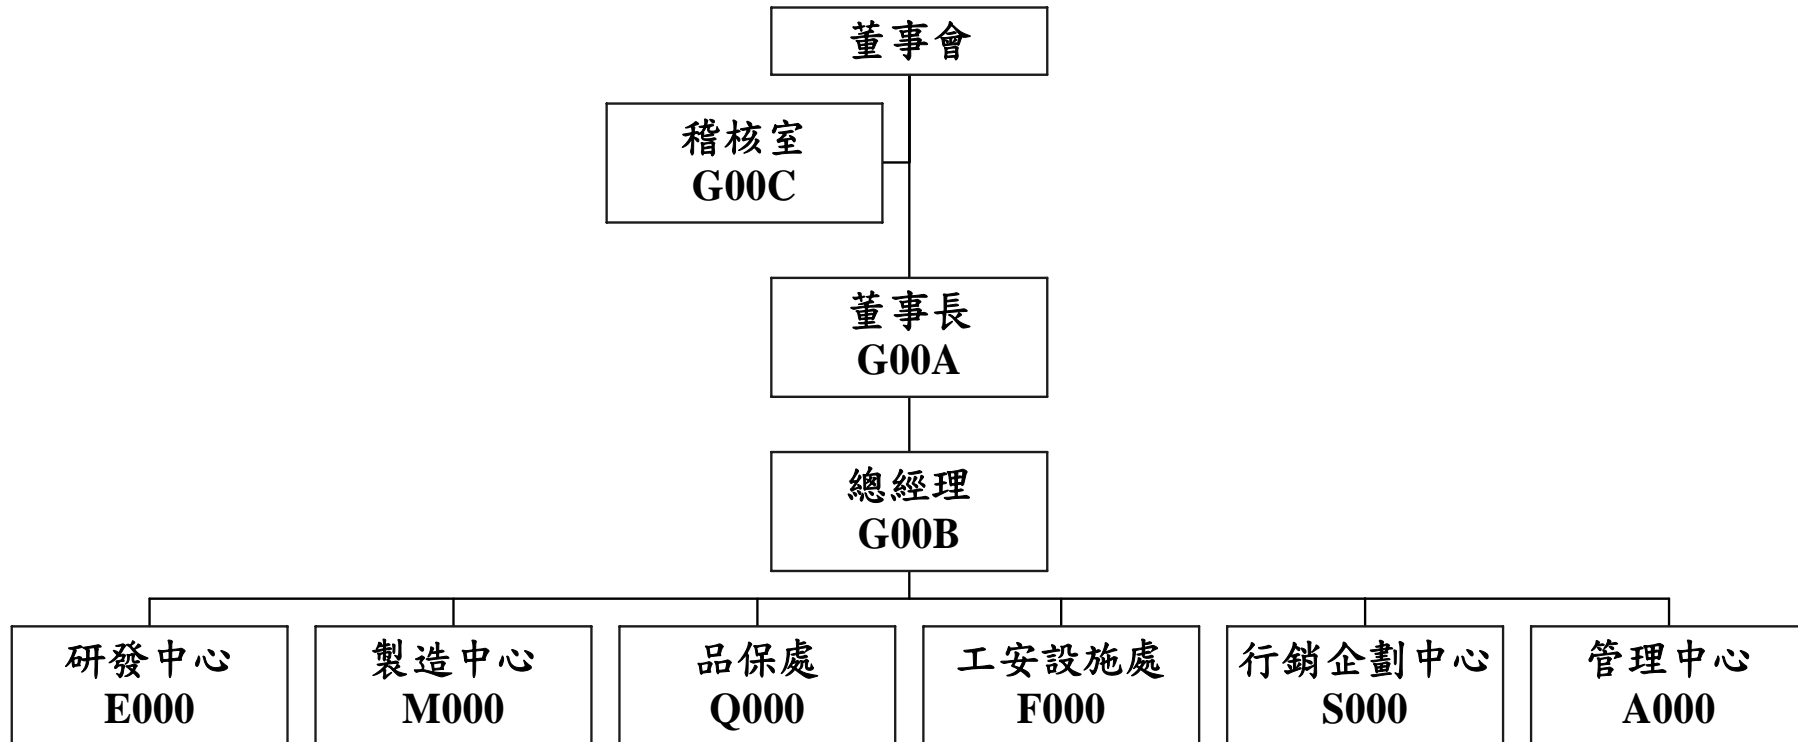 董事會
稽核室
G00C
董事長
G00A
總經理
G00B
研發中心
E000
製造中心
M000
品保處
Q000
工安設施處
F000
行銷企劃中心
S000
管理中心
A000